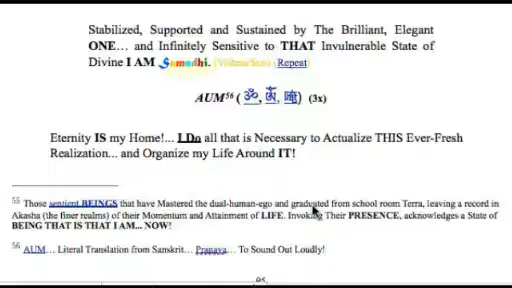 Stabilized, Supported and Sustained by The Brilliant, Elegant
ONE… and Infinitely Sensitive to THAT Invulnerable State of
Divine I AM Samadhi. (Vishnu/Sun) (Repeat)
AUM56 (ॐ, ) (3x)
Eternity IS my Home!... I Do all that is Necessary to Actualize THIS Ever-Fresh
Realization... and Organize my Life Around IT!
55 Those sentient BEINGS that have Mastered the dual-human-ego and graduated from school room Terra, leaving a record in
Akasha (the finer realms) of their Momentum and Attainment of LIFE. Invoking Their PRESENCE, acknowledges a State of
BEING THAT IS THAT I AM... NOW!
56 AUM… Literal Translation from Sanskrit… Pranava… To Sound Out Loudly!